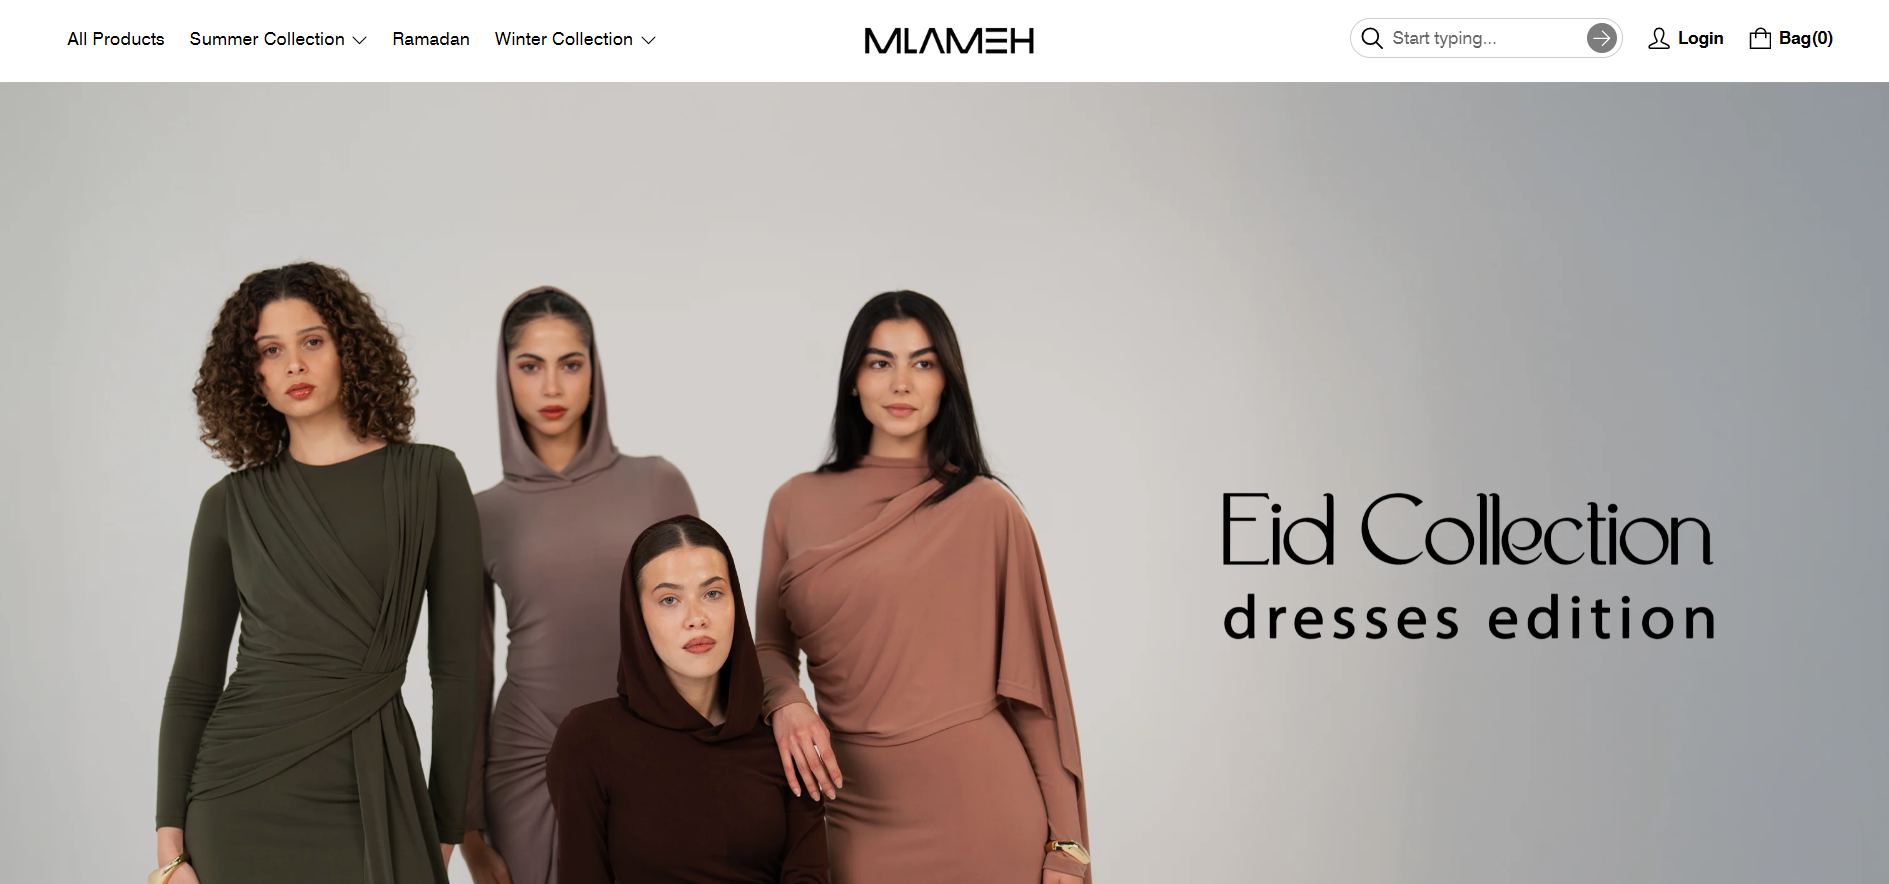 All Products Summer Collection Ramadan Winter Collection MLAMEH Start typing... Login Bag(0)
Eid Collection
dresses edition